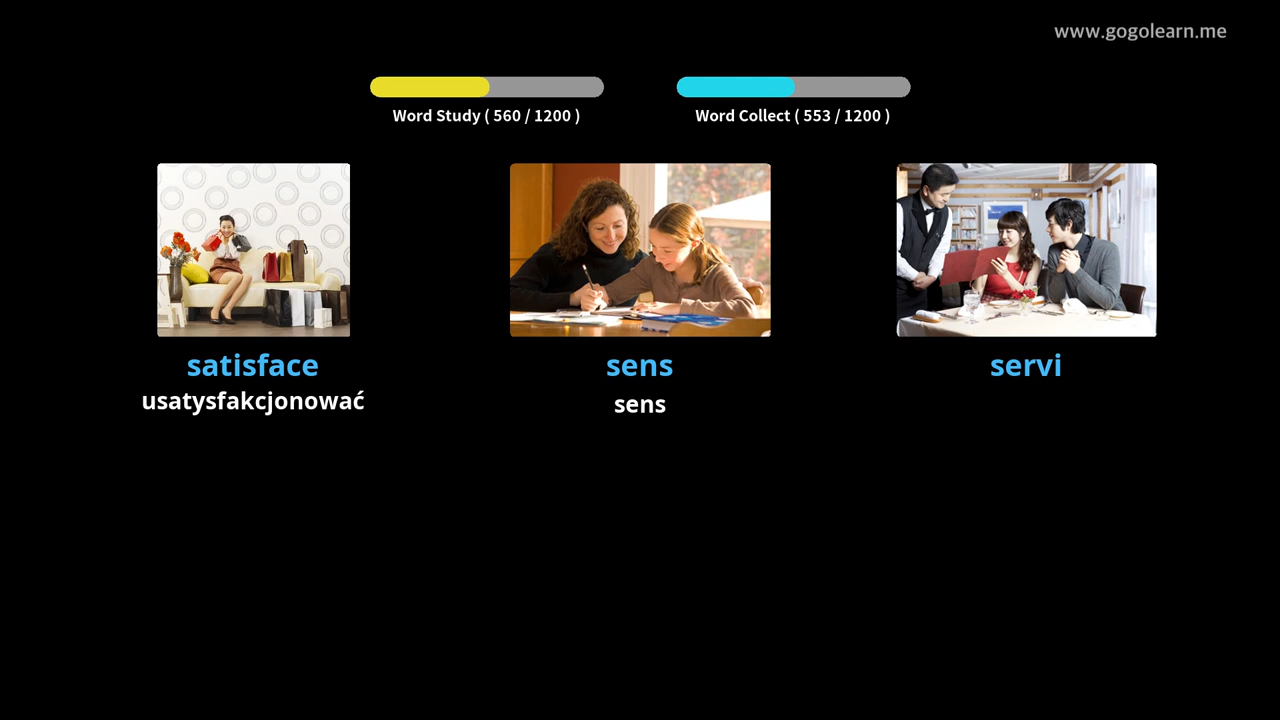 www.gogolearn.me
Word Study ( 560 / 1200 )
Word Collect ( 553 / 1200 )
satisface
sens
servi
usatysfakcjonować
sens